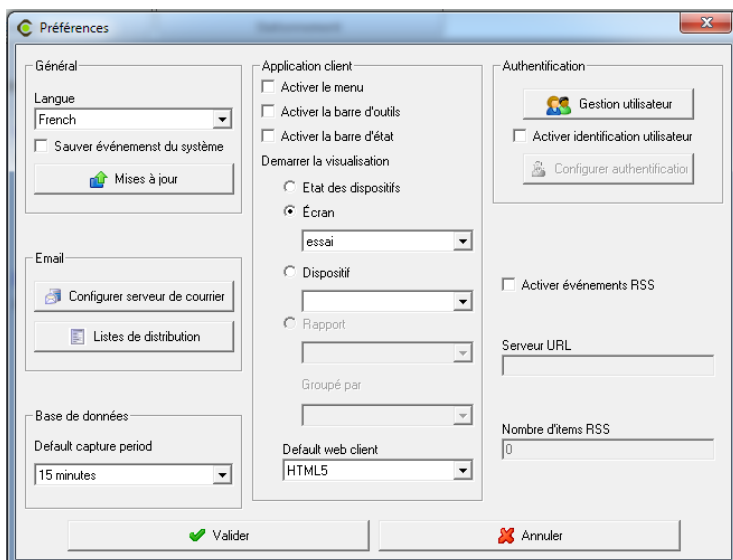 Préférences
Général
Langue
French
Sauver événemenst du système
Mises à jour
Email
Configurer serveur de courrier
Listes de distribution
Base de données
Default capture period
15 minutes
Application client
Activer le menu
Activer la barre d'outils
Activer la barre d'état
Demarrer la visualisation
Etat des dispositifs
Écran
essai
Dispositif
Rapport
Groupé par
Default web client
HTML5
Authentification
Gestion utilisateur
Activer identification utilisateur
Configurer authentificatio
Activer événements RSS
Serveur URL
Nombre d'items RSS
0
Valider
Annuler